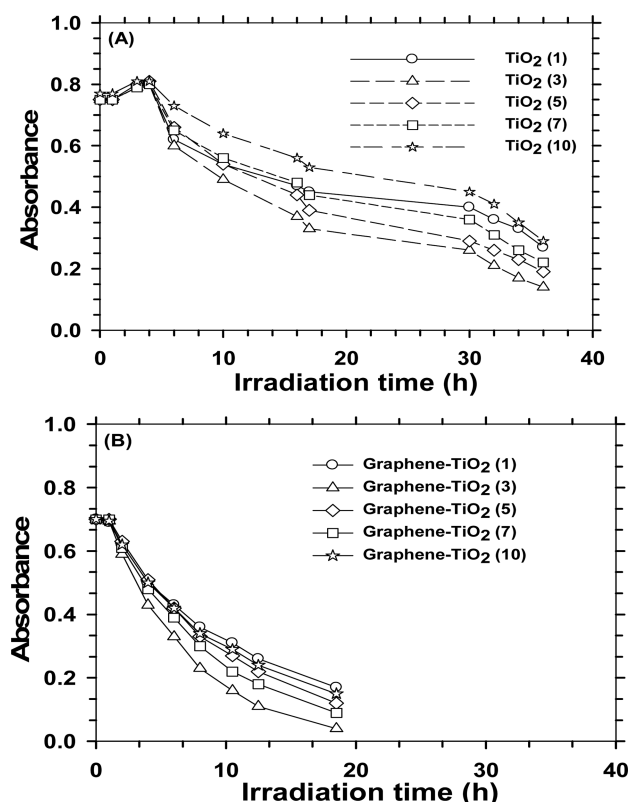 (A)
TiO2 (1)
TiO2 (3)
TiO2 (5)
TiO2 (7)
TiO2 (10)
Absorbance
1.0
0.8
0.6
0.4
0.2
0.0
0 10 20 30 40
Irradiation time (h)
(B)
Graphene-TiO2 (1)
Graphene-TiO2 (3)
Graphene-TiO2 (5)
Graphene-TiO2 (7)
Graphene-TiO2 (10)
Absorbance
1.0
0.8
0.6
0.4
0.2
0.0
0 10 20 30 40
Irradiation time (h)